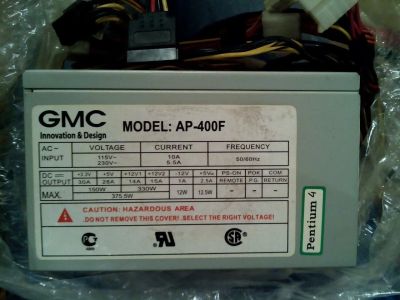 GMC
Innovation & Design
MODEL: AP-400F
AC~ INPUT VOLTAGE CURRENT FREQUENCY
115V~ 10A 50/60Hz
230V~ 5.5A
DC OUTPUT +3.3V +5V +12V1 +12V2 -12V +5Vsb PS-ON POK COM
30A 28A 14A 15A 1A 2.5A REMOTE P.G. RETURN
MAX. 150W 330W 12W 12.5W - - -
375.5W
CAUTION: HAZARDOUS AREA
.DO NOT REMOVE THIS COVER! .SELECT THE RIGHT VOLTAGE!
Pentium 4